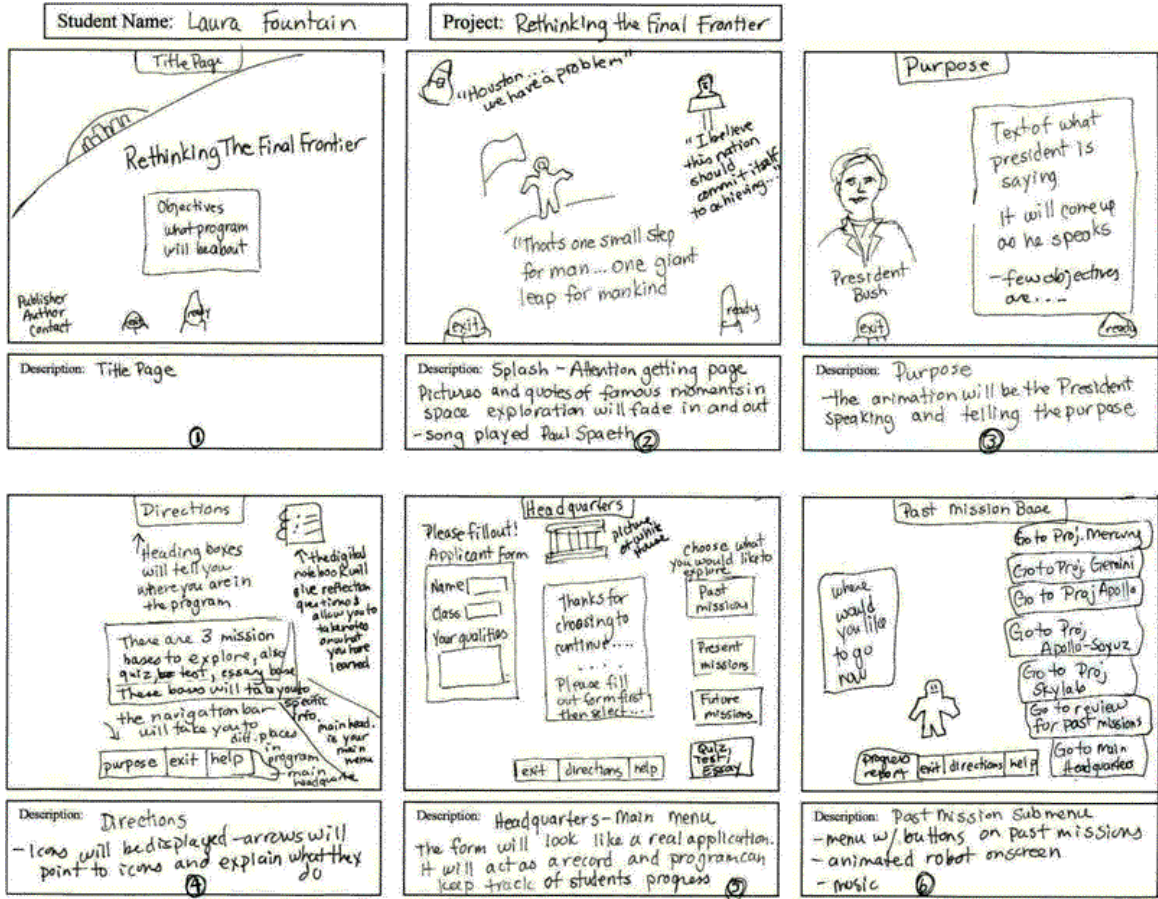 Student Name: Laura Fountain
Project: Rethinking the Final Frontier
Title Page
Rethinking The Final Frontier
Objectives
what program
will be about
Publisher
Author
Contact
exit
ready
Description: Title Page
1
"Houston...
we have a problem"
"I believe
this nation
should
commit itself
to achieving..."
"Thats one small step
for man... one giant
leap for mankind
exit
ready
Description: Splash - Attention getting page
Pictures and quotes of famous moments in
space exploration will fade in and out
- song played Paul Spaeth
2
Purpose
Text of what
president is
saying
It will come up
as he speaks
- few objectives
are....
President
Bush
exit
ready
Description: Purpose
- the animation will be the President
speaking and telling the purpose
3
Directions
Heading boxes
will tell you
where you are in
the program
the digital
notebook will
give reflection
questions &
allow you to
take notes
on what
you have
learned
There are 3 mission
bases to explore, also
quiz, test, essay base
These boxes will take you to
specific
info.
the navigation bar
will take you to
diff. places
in
program
main head.
is your
main
menu
purpose exit help
main
headquarte
Description: Directions
- Icons will be displayed - arrows will
point to icons and explain what they
do
4
Headquarters
Please fill out!
Applicant Form
Name
Class
Your qualities
picture
of white
House
Thanks for
choosing to
continue.....
. . . .
Please fill
out form first
then select...
choose what
you would like to
explore
Past
missions
Present
missions
Future
missions
Quiz,
Test,
Essay
exit directions help
Description: Headquarters - Main menu
The form will look like a real application.
It will act as a record and program can
keep track of students progress
5
Past mission Base
where
would
you like
to go
now
Go to Proj. Mercury
Go to Proj. Gemini
Go to Proj Apollo
Go to Proj
Apollo-Soyuz
Go to Proj
Skylab
Go to review
for past missions
Go to main
Headquarters
progress
report
exit directions help
Description: Past mission submenu
- menu w/ buttons on past missions
- animated robot onscreen
- music
6